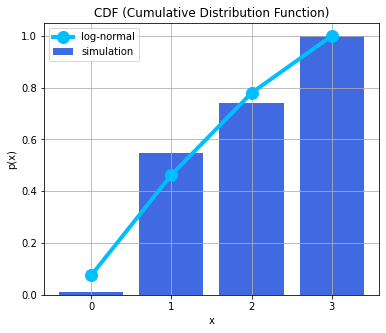 CDF (Cumulative Distribution Function)
log-normal
simulation
p(x)
1.0
0.8
0.6
0.4
0.2
0.0
0 1 2 3
x